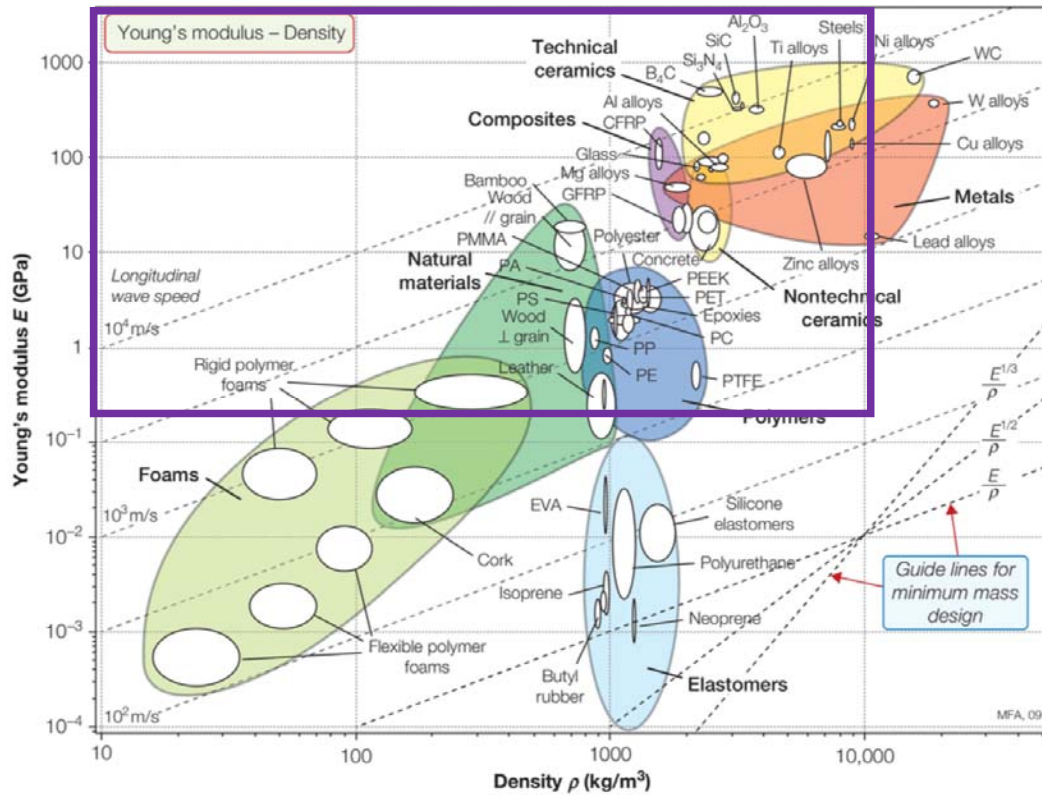 Young's modulus – Density
Al₂O₃
Steels
SiC
Ti alloys
Ni alloys
Technical
ceramics
Si₃N₄
B₄C
WC
Al alloys
CFRP
W alloys
Composites
Glass
Cu alloys
Mg alloys
GFRP
Bamboo
Wood
// grain
Metals
PMMA
Polyester
Lead alloys
Natural
materials
PA
Concrete
Zinc alloys
PEEK
PS
PET
Nontechnical
ceramics
Wood
⊥ grain
Epoxies
PC
PP
Leather
PE
PTFE
Polymers
Longitudinal
wave speed
10⁴ m/s
Rigid polymer
foams
Foams
10³ m/s
EVA
Silicone
elastomers
Cork
Polyurethane
Isoprene
Neoprene
Flexible polymer
foams
Butyl
rubber
Elastomers
10² m/s
E^1/3
ρ
E^1/2
ρ
E
ρ
Guide lines for
minimum mass
design
MFA, 09
Young's modulus E (GPa)
1000
100
10
1
10⁻¹
10⁻²
10⁻³
10⁻⁴
10
100
1000
10,000
Density ρ (kg/m³)